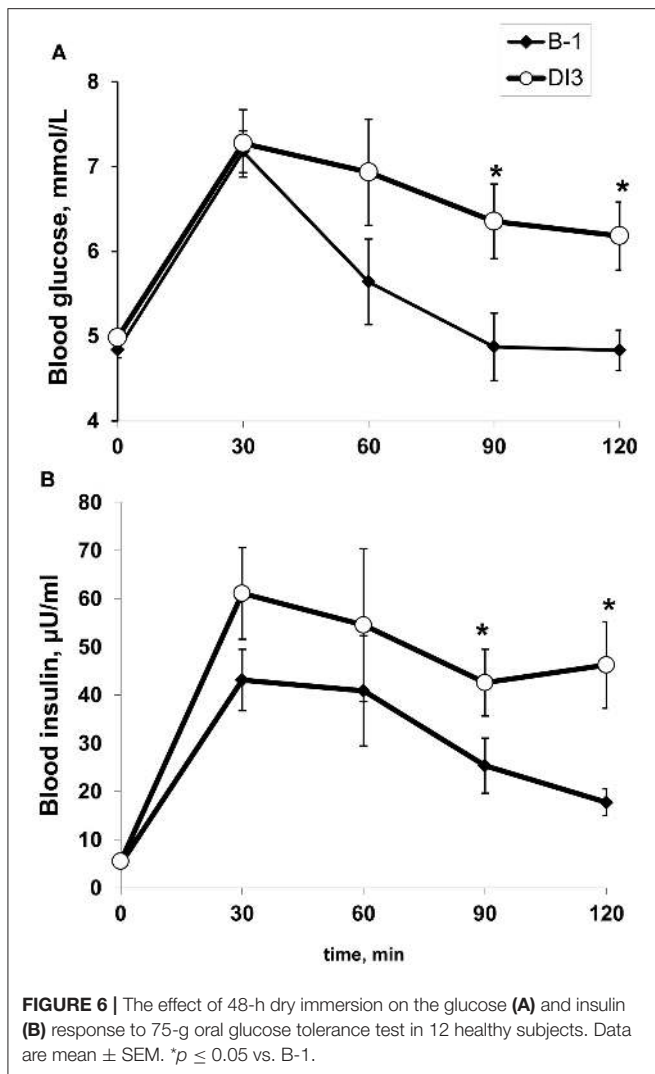 B-1
DI3
A
Blood glucose, mmol/L
8
7
6
5
4
0 30 60 90 120
* *
B
Blood insulin, µU/ml
80
70
60
50
40
30
20
10
0
0 30 60 90 120
* *
time, min
FIGURE 6 | The effect of 48-h dry immersion on the glucose (A) and insulin
(B) response to 75-g oral glucose tolerance test in 12 healthy subjects. Data
are mean ± SEM. *p ≤ 0.05 vs. B-1.